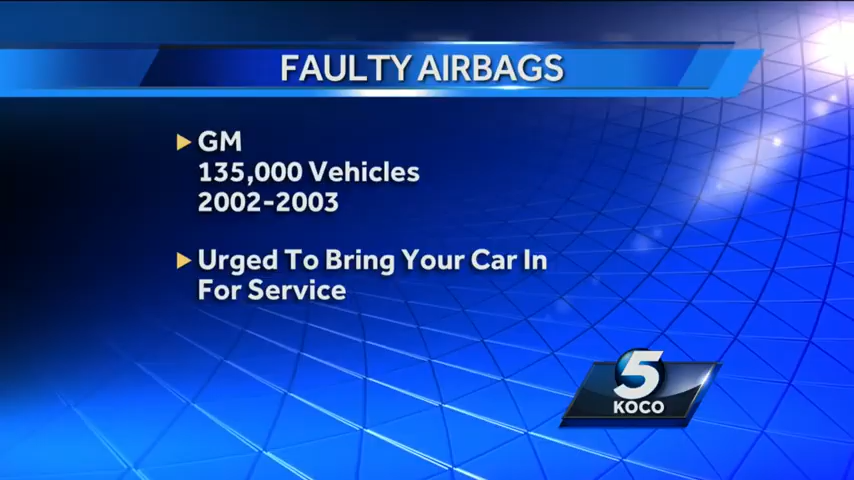 FAULTY AIRBAGS
GM
135,000 Vehicles
2002-2003
Urged To Bring Your Car In
For Service
5
KOCO